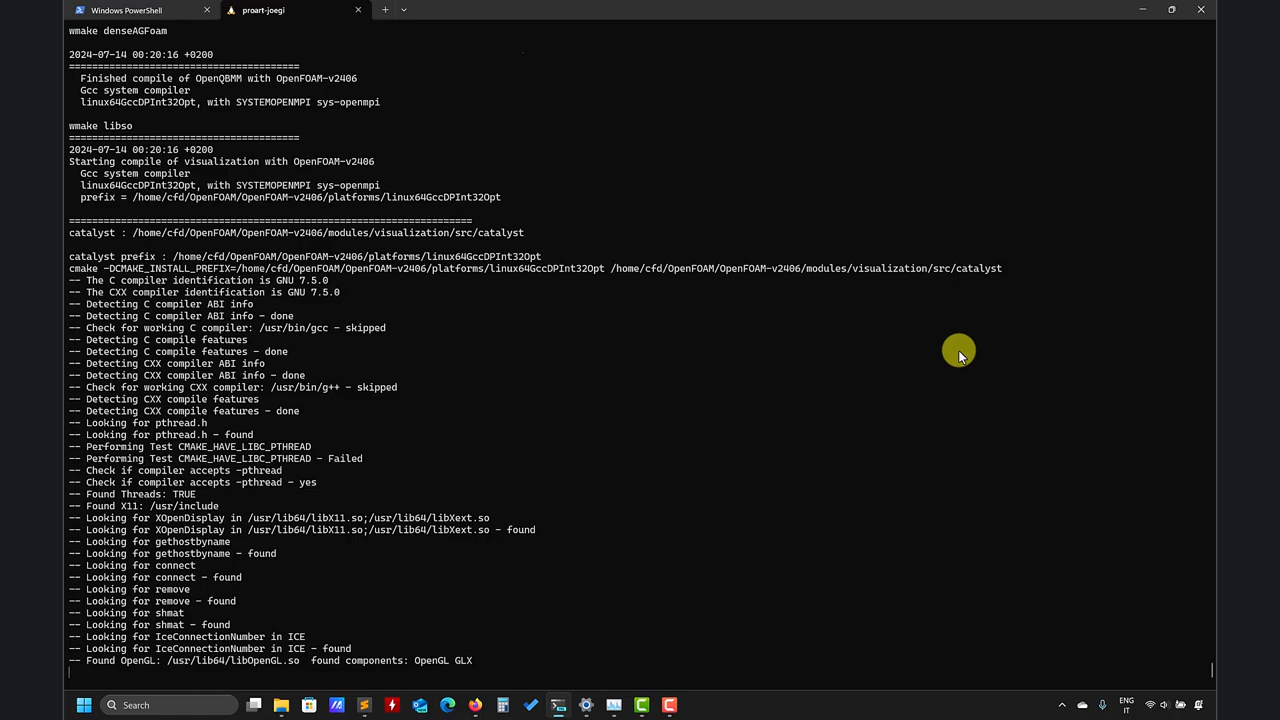 Windows PowerShell
proart-joegi
wmake denseAGFoam
2024-07-14 00:20:16 +0200
========================================
Finished compile of OpenQBMM with OpenFOAM-v2406
Gcc system compiler
linux64GccDPInt32Opt, with SYSTEMOPENMPI sys-openmpi
wmake libso
========================================
2024-07-14 00:20:16 +0200
Starting compile of visualization with OpenFOAM-v2406
Gcc system compiler
linux64GccDPInt32Opt, with SYSTEMOPENMPI sys-openmpi
prefix = /home/cfd/OpenFOAM/OpenFOAM-v2406/platforms/linux64GccDPInt32Opt
======================================================================
catalyst : /home/cfd/OpenFOAM/OpenFOAM-v2406/modules/visualization/src/catalyst
catalyst prefix : /home/cfd/OpenFOAM/OpenFOAM-v2406/platforms/linux64GccDPInt32Opt
cmake -DCMAKE_INSTALL_PREFIX=/home/cfd/OpenFOAM/OpenFOAM-v2406/platforms/linux64GccDPInt32Opt /home/cfd/OpenFOAM/OpenFOAM-v2406/modules/visualization/src/catalyst
-- The C compiler identification is GNU 7.5.0
-- The CXX compiler identification is GNU 7.5.0
-- Detecting C compiler ABI info
-- Detecting C compiler ABI info - done
-- Check for working C compiler: /usr/bin/gcc - skipped
-- Detecting C compile features
-- Detecting C compile features - done
-- Detecting CXX compiler ABI info
-- Detecting CXX compiler ABI info - done
-- Check for working CXX compiler: /usr/bin/g++ - skipped
-- Detecting CXX compile features
-- Detecting CXX compile features - done
-- Looking for pthread.h
-- Looking for pthread.h - found
-- Performing Test CMAKE_HAVE_LIBC_PTHREAD
-- Performing Test CMAKE_HAVE_LIBC_PTHREAD - Failed
-- Check if compiler accepts -pthread
-- Check if compiler accepts -pthread - yes
-- Found Threads: TRUE
-- Found X11: /usr/include
-- Looking for XOpenDisplay in /usr/lib64/libX11.so;/usr/lib64/libXext.so
-- Looking for XOpenDisplay in /usr/lib64/libX11.so;/usr/lib64/libXext.so - found
-- Looking for gethostbyname
-- Looking for gethostbyname - found
-- Looking for connect
-- Looking for connect - found
-- Looking for remove
-- Looking for remove - found
-- Looking for shmat
-- Looking for shmat - found
-- Looking for IceConnectionNumber in ICE
-- Looking for IceConnectionNumber in ICE - found
-- Found OpenGL: /usr/lib64/libOpenGL.so  found components: OpenGL GLX
Search
ENG
IT